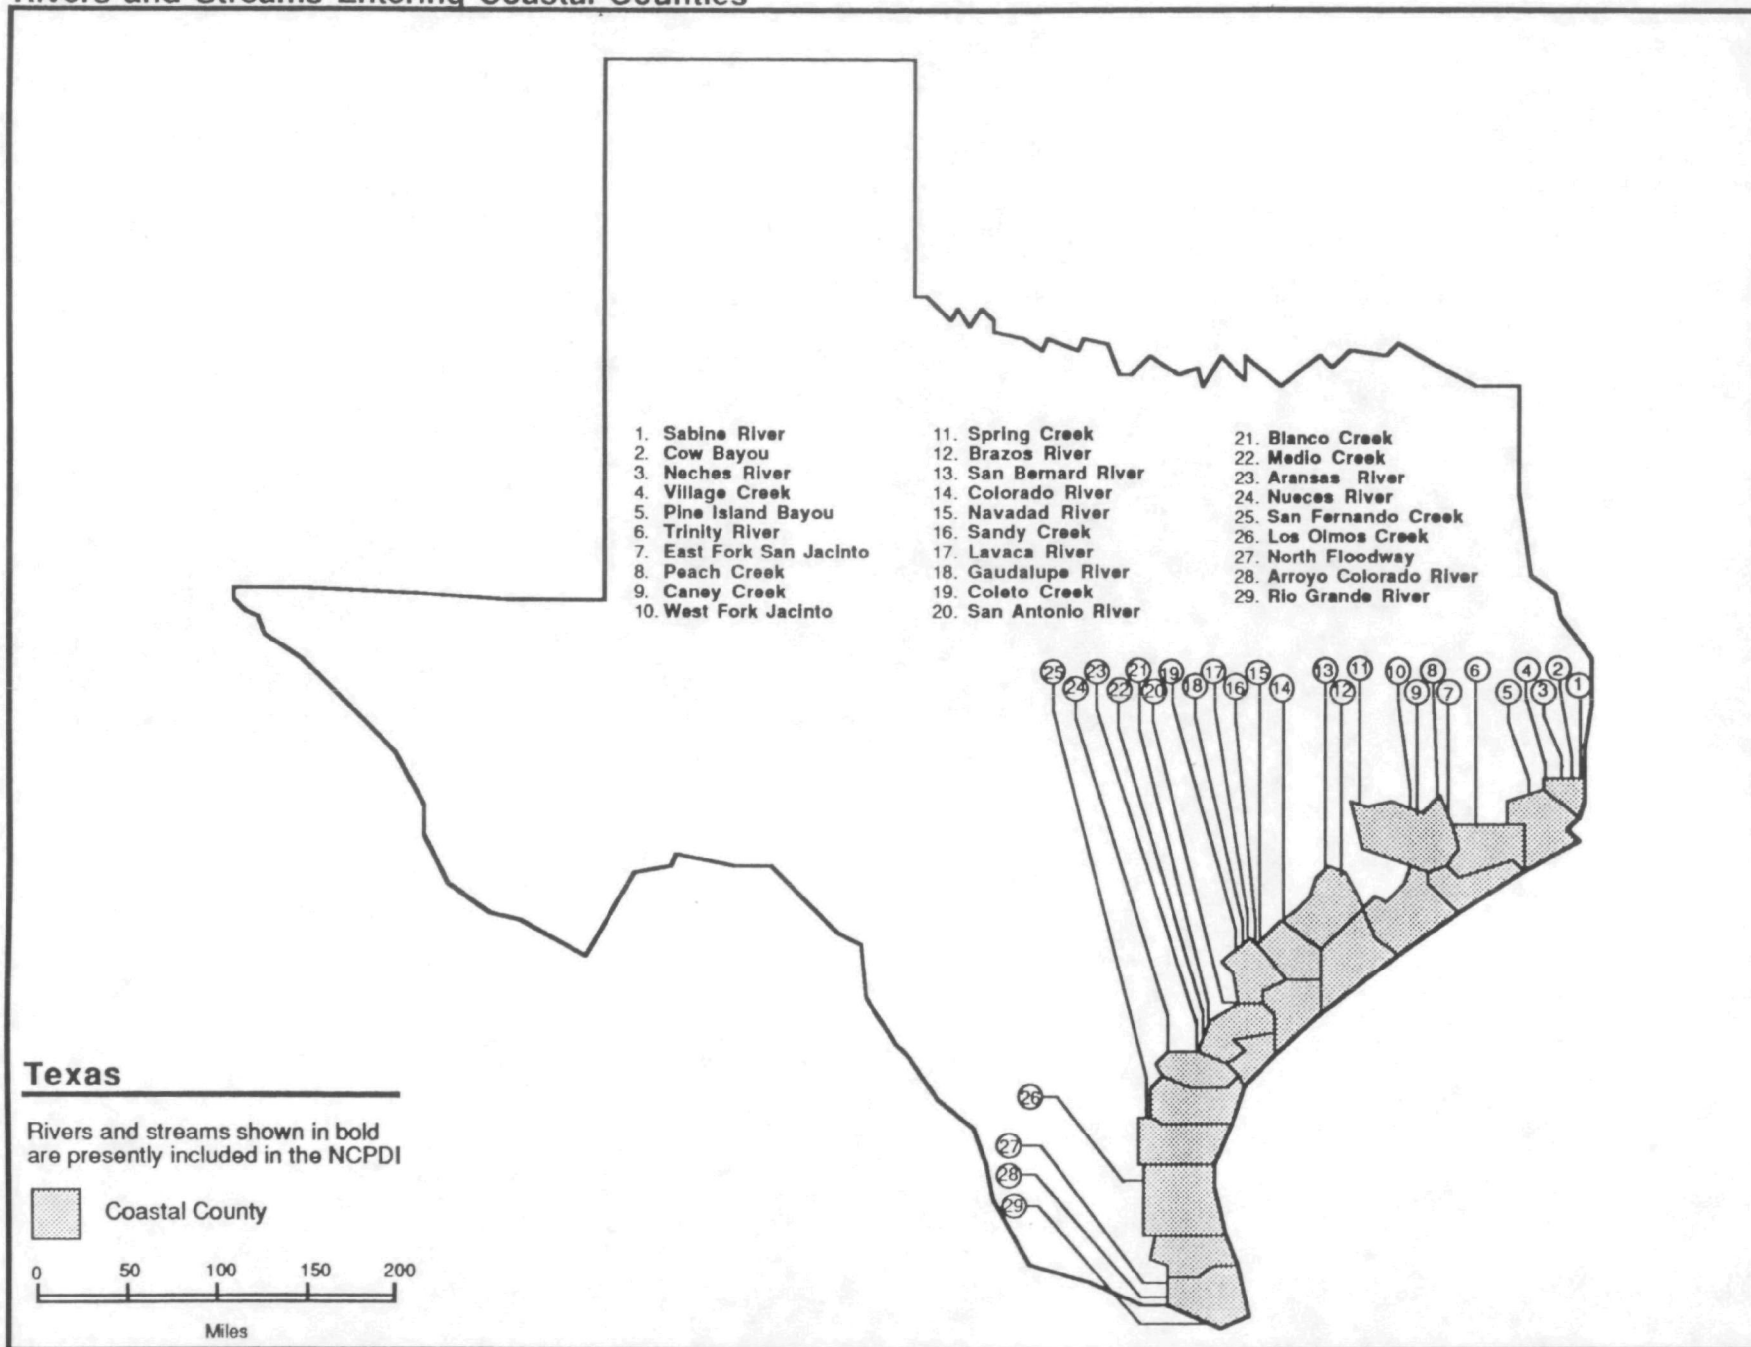 Rivers and Streams Entering Coastal Counties
1. Sabine River
2. Cow Bayou
3. Neches River
4. Village Creek
5. Pine Island Bayou
6. Trinity River
7. East Fork San Jacinto
8. Peach Creek
9. Caney Creek
10. West Fork Jacinto
11. Spring Creek
12. Brazos River
13. San Bernard River
14. Colorado River
15. Navadad River
16. Sandy Creek
17. Lavaca River
18. Gaudalupe River
19. Coleto Creek
20. San Antonio River
21. Blanco Creek
22. Medio Creek
23. Aransas River
24. Nueces River
25. San Fernando Creek
26. Los Olmos Creek
27. North Floodway
28. Arroyo Colorado River
29. Rio Grande River
25 24 23 22 21 20 19 18 17 16 15 14 13 12 11 10 9 8 7 6 5 4 3 2 1
26
27
28
29
Texas
Rivers and streams shown in bold
are presently included in the NCPDI
Coastal County
0 50 100 150 200
Miles